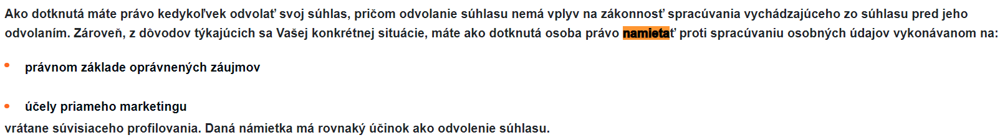 Ako dotknutá máte právo kedykoľvek odvolať svoj súhlas, pričom odvolanie súhlasu nemá vplyv na zákonnosť spracúvania vychádzajúceho zo súhlasu pred jeho
odvolaním. Zároveň, z dôvodov týkajúcich sa Vašej konkrétnej situácie, máte ako dotknutá osoba právo namietať proti spracúvaniu osobných údajov vykonávanom na:
právnom základe oprávnených záujmov
účely priameho marketingu
vrátane súvisiaceho profilovania. Daná námietka má rovnaký účinok ako odvolenie súhlasu.